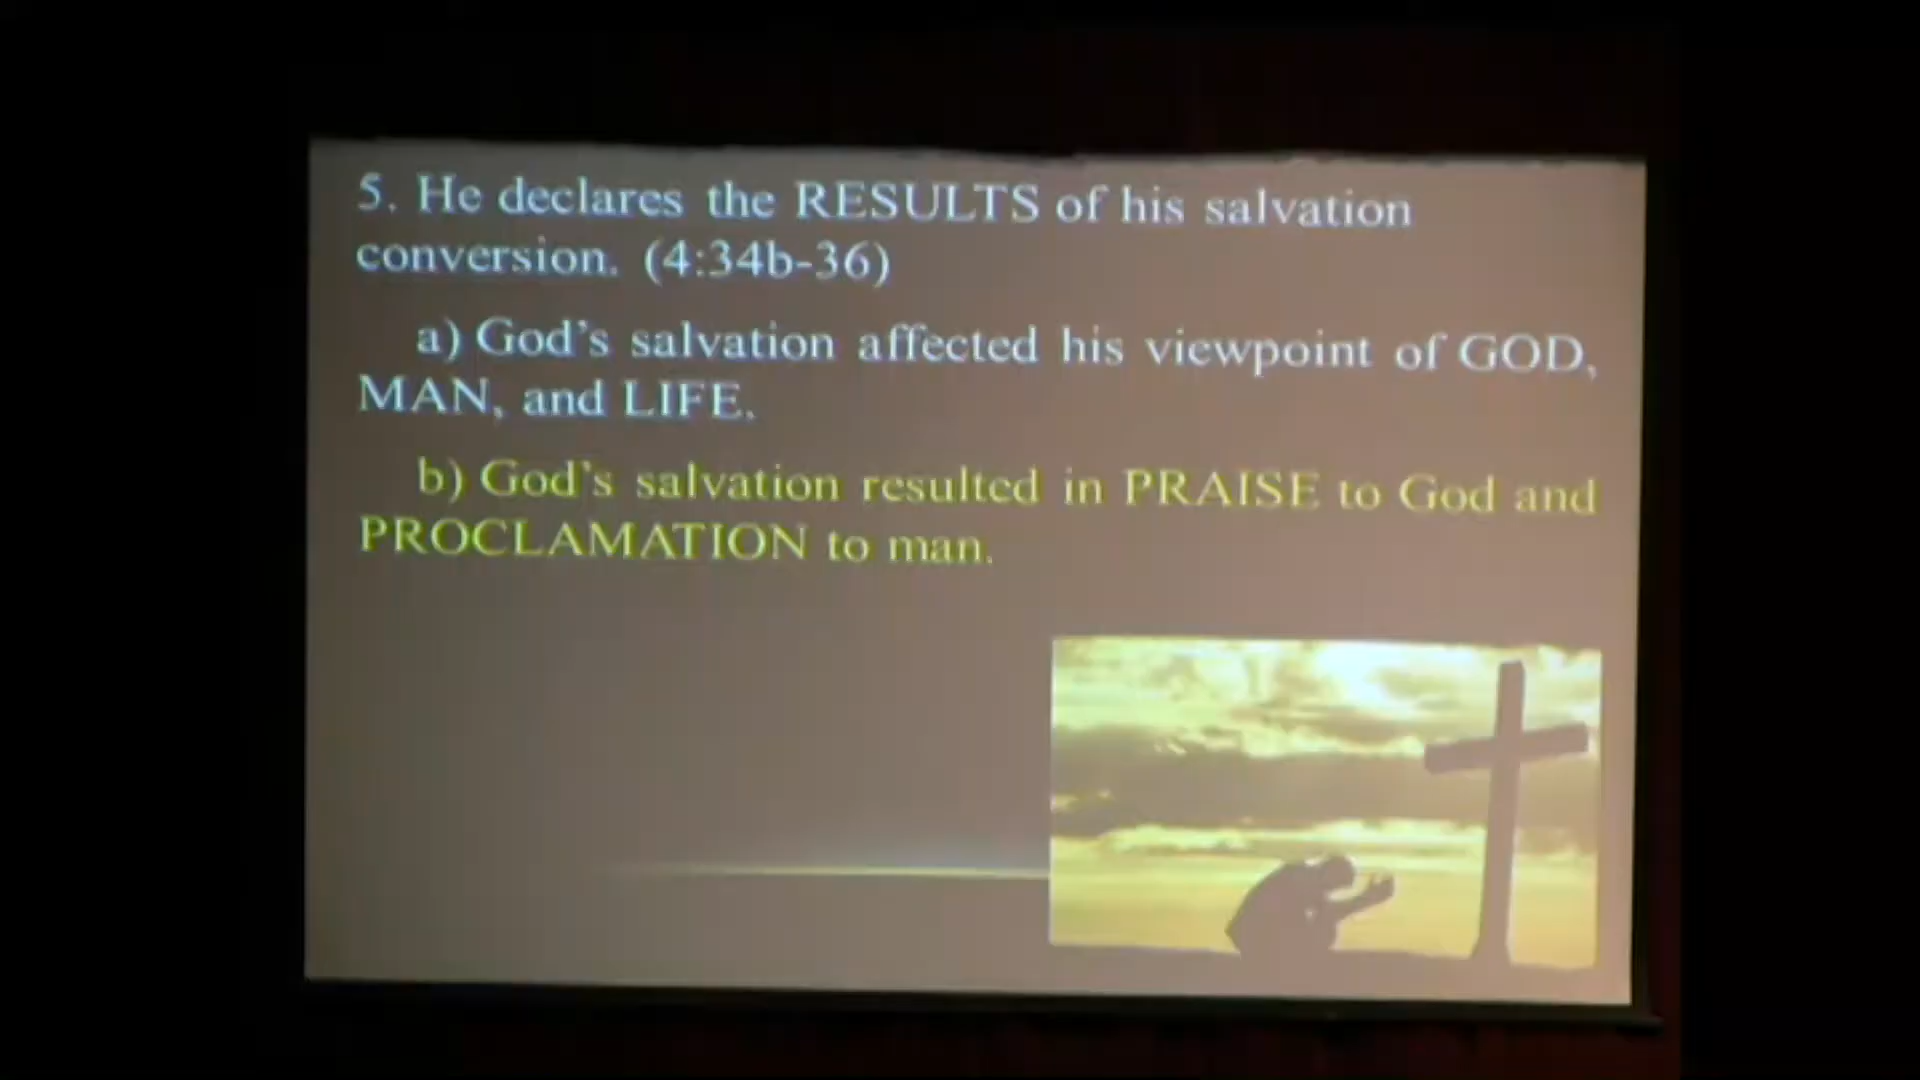 5. He declares the RESULTS of his salvation
conversion. (4:34b-36)
a) God's salvation affected his viewpoint of GOD,
MAN, and LIFE.
b) God's salvation resulted in PRAISE to God and
PROCLAMATION to man.